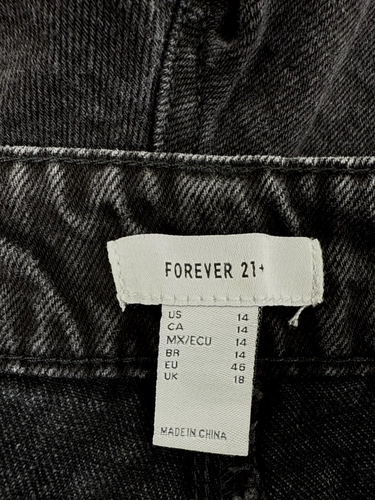 FOREVER 21+
US 14
CA 14
MX/ECU 14
BR 14
EU 46
UK 18
MADE IN CHINA